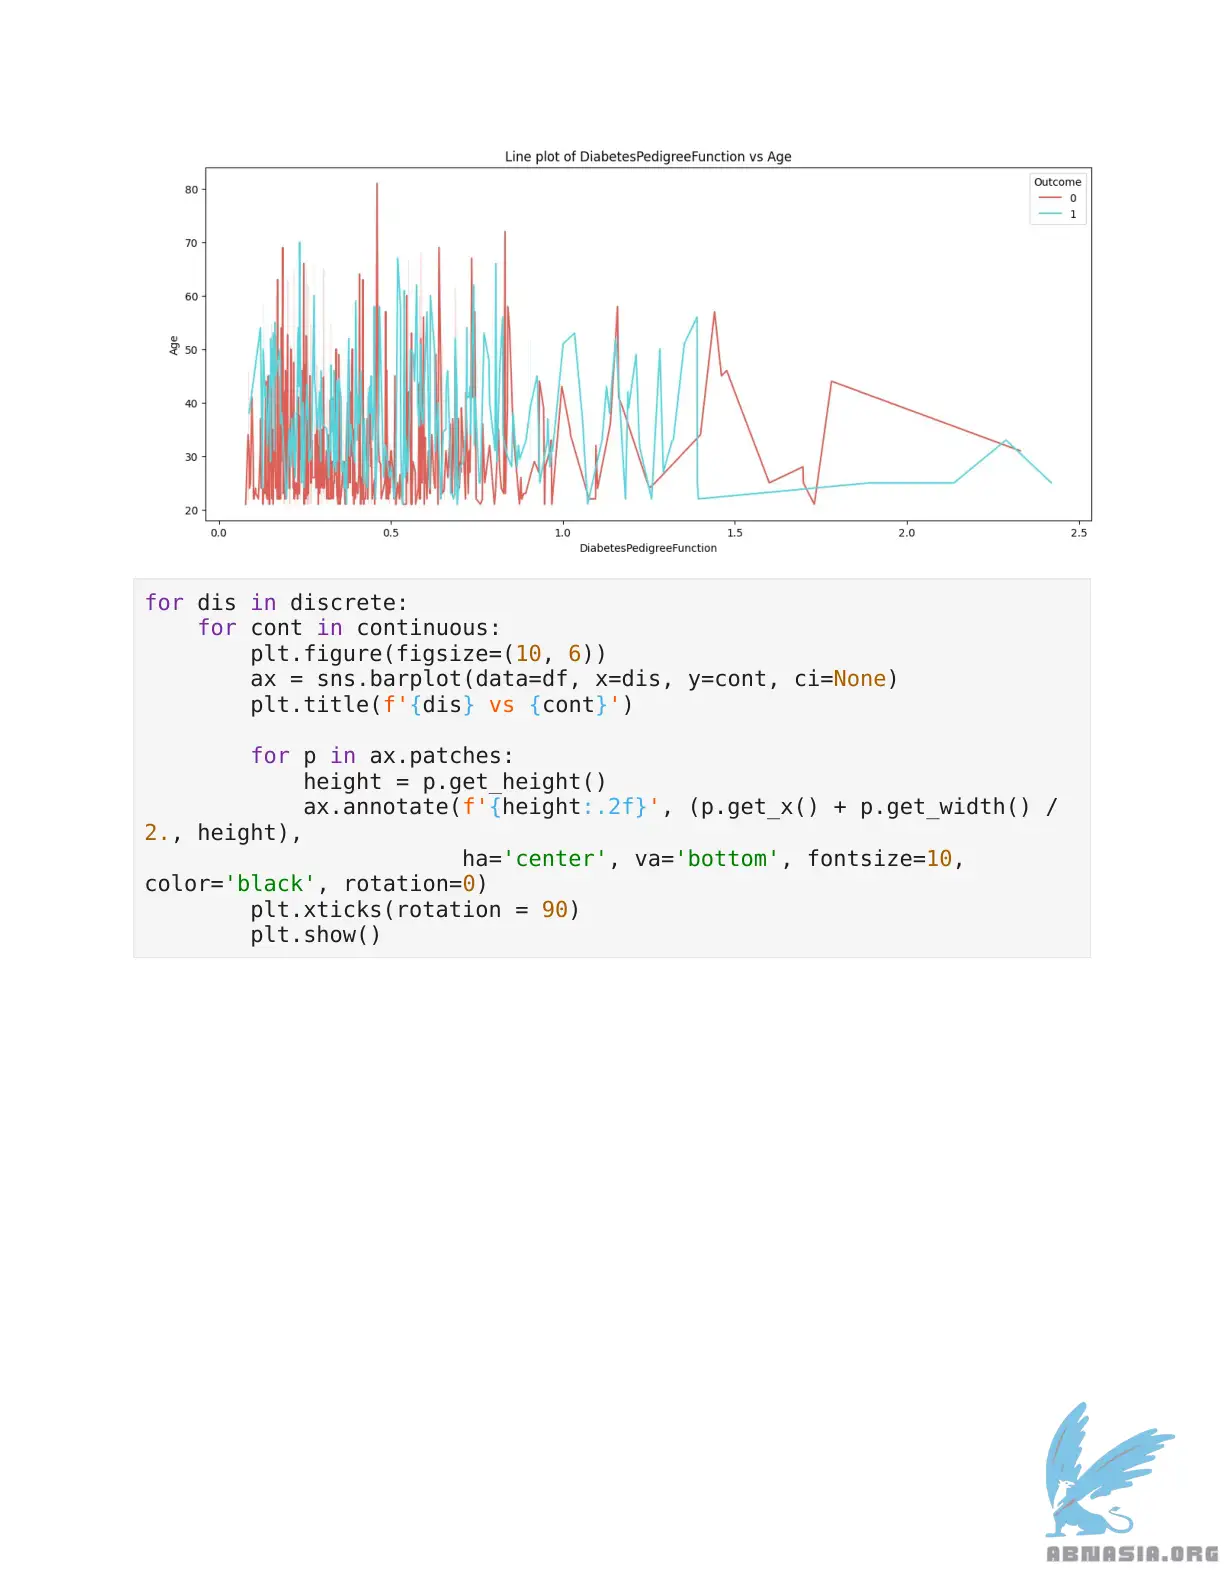 Line plot of DiabetesPedigreeFunction vs Age
Outcome
0
1
80
70
60
50
40
30
20
Age
0.0 0.5 1.0 1.5 2.0 2.5
DiabetesPedigreeFunction
for dis in discrete:
    for cont in continuous:
        plt.figure(figsize=(10, 6))
        ax = sns.barplot(data=df, x=dis, y=cont, ci=None)
        plt.title(f'{dis} vs {cont}')
        for p in ax.patches:
            height = p.get_height()
            ax.annotate(f'{height:.2f}', (p.get_x() + p.get_width() /
2., height),
                        ha='center', va='bottom', fontsize=10,
color='black', rotation=0)
        plt.xticks(rotation = 90)
        plt.show()
ABNASIA.ORG